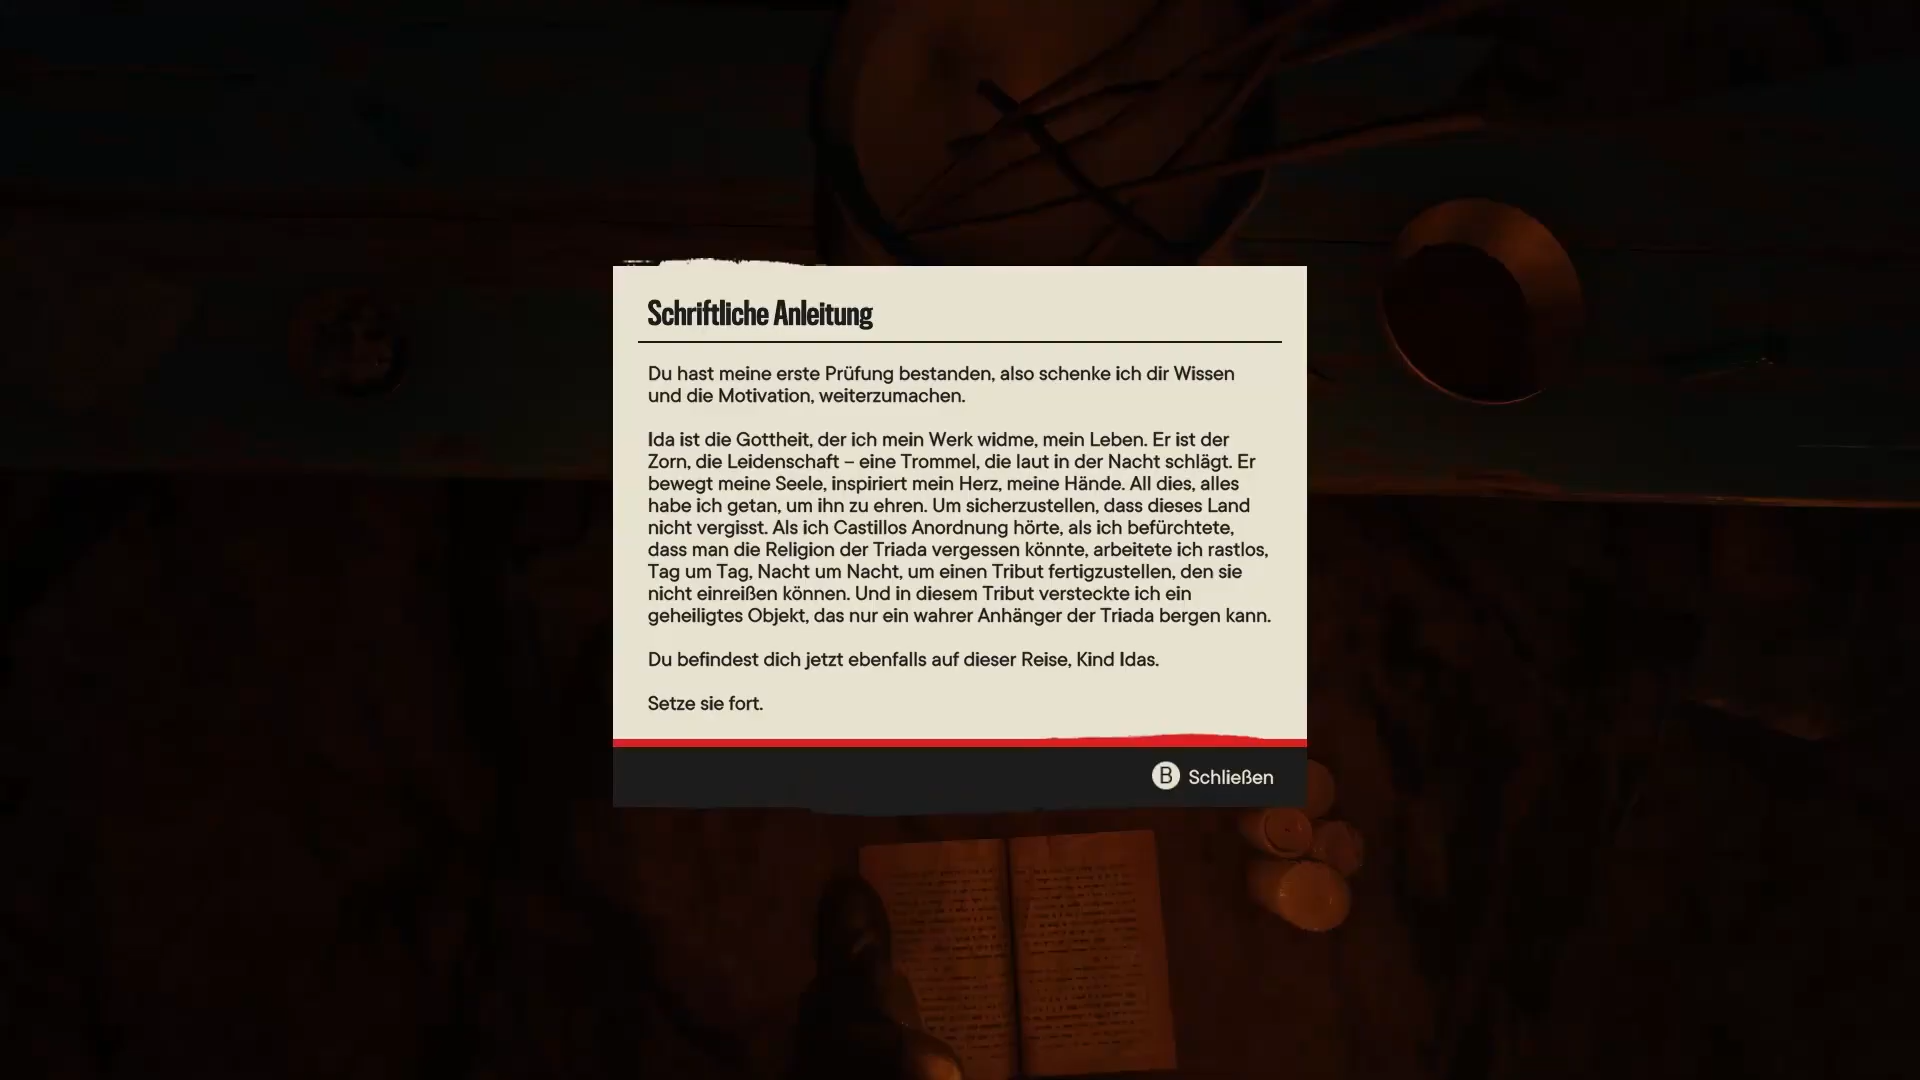 Schriftliche Anleitung
Du hast meine erste Prüfung bestanden, also schenke ich dir Wissen
und die Motivation, weiterzumachen.
Ida ist die Gottheit, der ich mein Werk widme, mein Leben. Er ist der
Zorn, die Leidenschaft – eine Trommel, die laut in der Nacht schlägt. Er
bewegt meine Seele, inspiriert mein Herz, meine Hände. All dies, alles
habe ich getan, um ihn zu ehren. Um sicherzustellen, dass dieses Land
nicht vergisst. Als ich Castillos Anordnung hörte, als ich befürchtete,
dass man die Religion der Triada vergessen könnte, arbeitete ich rastlos,
Tag um Tag, Nacht um Nacht, um einen Tribut fertigzustellen, den sie
nicht einreißen können. Und in diesem Tribut versteckte ich ein
geheiligtes Objekt, das nur ein wahrer Anhänger der Triada bergen kann.
Du befindest dich jetzt ebenfalls auf dieser Reise, Kind Idas.
Setze sie fort.
B Schließen